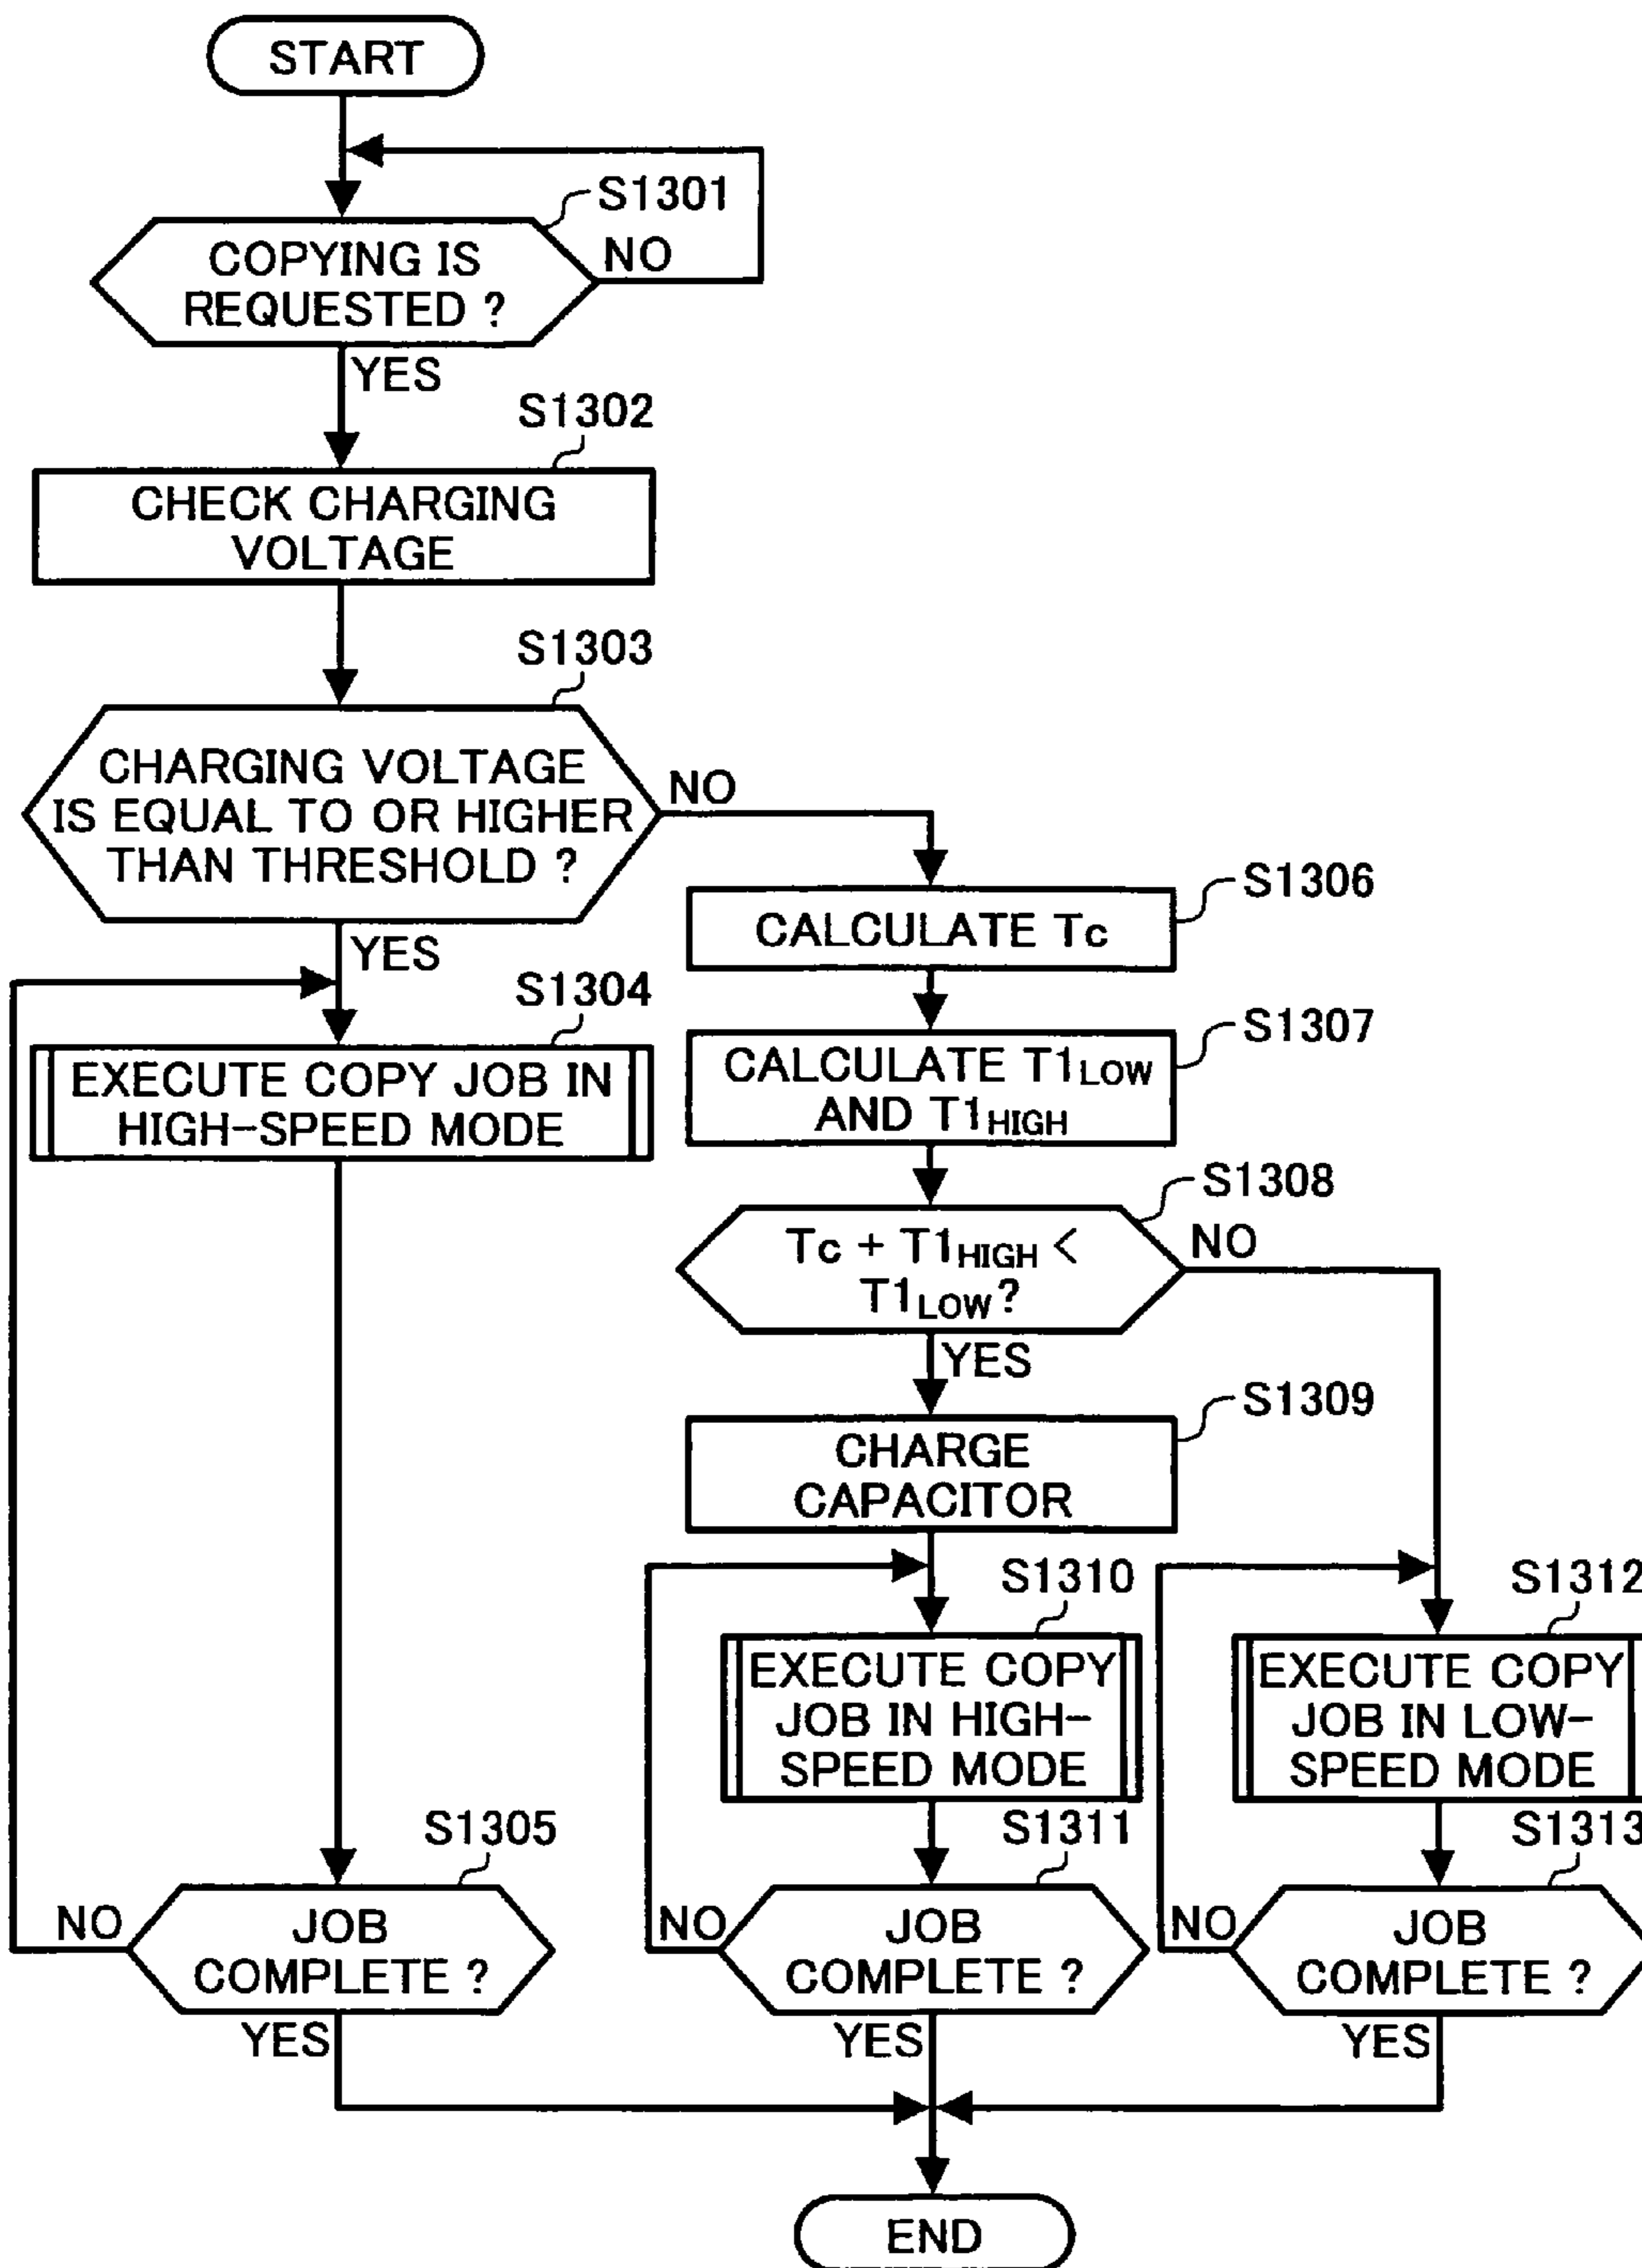 START
S1301
COPYING IS
REQUESTED ?
NO
YES
S1302
CHECK CHARGING
VOLTAGE
S1303
CHARGING VOLTAGE
IS EQUAL TO OR HIGHER
THAN THRESHOLD ?
NO
YES
S1304
EXECUTE COPY JOB IN
HIGH-SPEED MODE
S1305
JOB
COMPLETE ?
NO
YES
S1306
CALCULATE Tc
S1307
CALCULATE T1LOW
AND T1HIGH
S1308
Tc + T1HIGH <
T1LOW?
NO
YES
S1309
CHARGE
CAPACITOR
S1310
EXECUTE COPY
JOB IN HIGH-
SPEED MODE
S1311
JOB
COMPLETE ?
NO
YES
S1312
EXECUTE COPY
JOB IN LOW-
SPEED MODE
S1313
JOB
COMPLETE ?
NO
YES
END